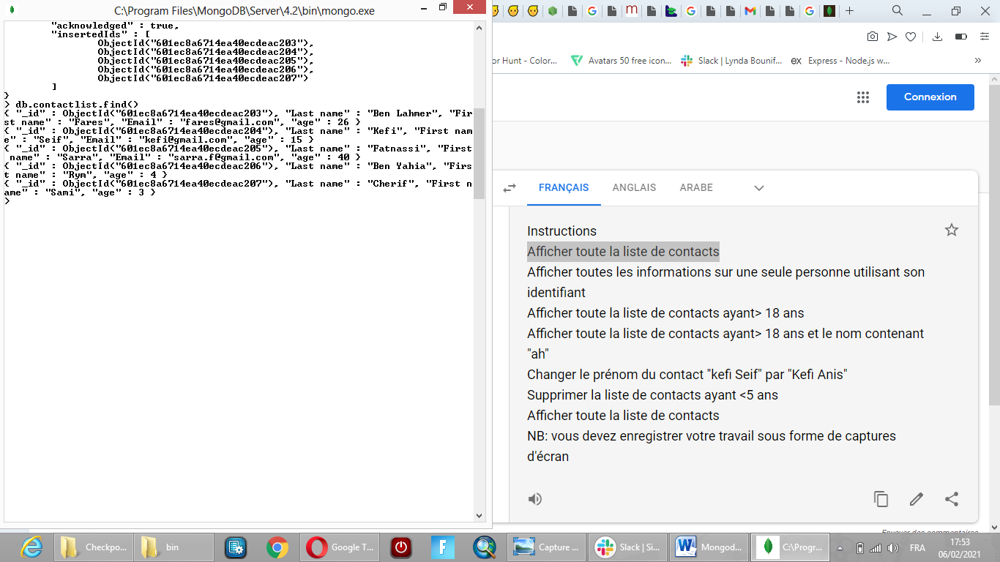 C:\Program Files\MongoDB\Server\4.2\bin\mongo.exe
"acknowledged" : true,
"insertedIds" : [
ObjectId("601ec8a6714ea40ecdeac203"),
ObjectId("601ec8a6714ea40ecdeac204"),
ObjectId("601ec8a6714ea40ecdeac205"),
ObjectId("601ec8a6714ea40ecdeac206"),
ObjectId("601ec8a6714ea40ecdeac207")
]
}
> db.contactlist.find()
{ "_id" : ObjectId("601ec8a6714ea40ecdeac203"), "Last name" : "Ben Lahmer", "Fir
st name" : "Fares", "Email" : "fares@gmail.com", "age" : 26 }
{ "_id" : ObjectId("601ec8a6714ea40ecdeac204"), "Last name" : "Kefi", "First nam
e" : "Seif", "Email" : "kefi@gmail.com", "age" : 15 }
{ "_id" : ObjectId("601ec8a6714ea40ecdeac205"), "Last name" : "Fatnassi", "First
name" : "Sarra", "Email" : "sarra.f@gmail.com", "age" : 40 }
{ "_id" : ObjectId("601ec8a6714ea40ecdeac206"), "Last name" : "Ben Yahia", "Firs
t name" : "Rym", "age" : 4 }
{ "_id" : ObjectId("601ec8a6714ea40ecdeac207"), "Last name" : "Cherif", "First n
ame" : "Sami", "age" : 3 }
>
or Hunt - Color... Avatars 50 free icon... Slack | Lynda Bounif... ex Express - Node.js w... »
Connexion
FRANÇAIS ANGLAIS ARABE
Instructions
Afficher toute la liste de contacts
Afficher toutes les informations sur une seule personne utilisant son
identifiant
Afficher toute la liste de contacts ayant> 18 ans
Afficher toute la liste de contacts ayant> 18 ans et le nom contenant
"ah"
Changer le prénom du contact "kefi Seif" par "Kefi Anis"
Supprimer la liste de contacts ayant <5 ans
Afficher toute la liste de contacts
NB: vous devez enregistrer votre travail sous forme de captures
d'écran
Envoyer des commentaires
Checkpo... bin Google T... Capture ... Slack | Si... Mongod... C:\Progr... FRA 17:53
06/02/2021